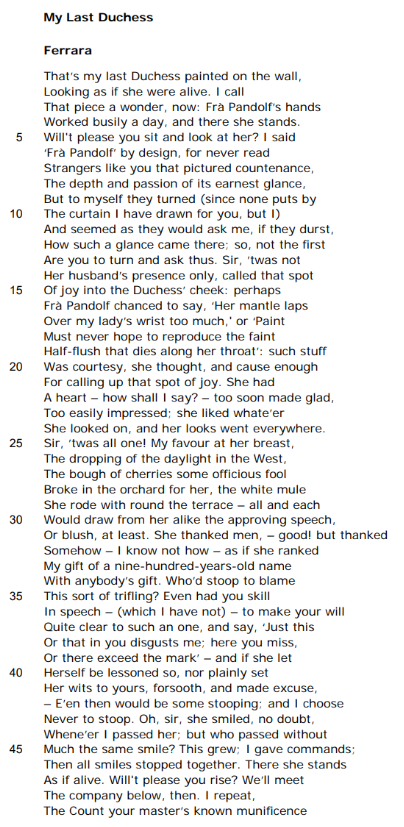 My Last Duchess
Ferrara
That's my last Duchess painted on the wall,
Looking as if she were alive. I call
That piece a wonder, now: Frà Pandolf's hands
Worked busily a day, and there she stands.
5 Will't please you sit and look at her? I said
'Frà Pandolf' by design, for never read
Strangers like you that pictured countenance,
The depth and passion of its earnest glance,
But to myself they turned (since none puts by
10 The curtain I have drawn for you, but I)
And seemed as they would ask me, if they durst,
How such a glance came there; so, not the first
Are you to turn and ask thus. Sir, 'twas not
Her husband's presence only, called that spot
15 Of joy into the Duchess' cheek: perhaps
Frà Pandolf chanced to say, 'Her mantle laps
Over my lady's wrist too much,' or 'Paint
Must never hope to reproduce the faint
Half-flush that dies along her throat': such stuff
20 Was courtesy, she thought, and cause enough
For calling up that spot of joy. She had
A heart – how shall I say? – too soon made glad,
Too easily impressed; she liked whate'er
She looked on, and her looks went everywhere.
25 Sir, 'twas all one! My favour at her breast,
The dropping of the daylight in the West,
The bough of cherries some officious fool
Broke in the orchard for her, the white mule
She rode with round the terrace – all and each
30 Would draw from her alike the approving speech,
Or blush, at least. She thanked men, – good! but thanked
Somehow – I know not how – as if she ranked
My gift of a nine-hundred-years-old name
With anybody's gift. Who'd stoop to blame
35 This sort of trifling? Even had you skill
In speech – (which I have not) – to make your will
Quite clear to such an one, and say, 'Just this
Or that in you disgusts me; here you miss,
Or there exceed the mark' – and if she let
40 Herself be lessoned so, nor plainly set
Her wits to yours, forsooth, and made excuse,
– E'en then would be some stooping; and I choose
Never to stoop. Oh, sir, she smiled, no doubt,
Whene'er I passed her; but who passed without
45 Much the same smile? This grew; I gave commands;
Then all smiles stopped together. There she stands
As if alive. Will't please you rise? We'll meet
The company below, then. I repeat,
The Count your master's known munificence